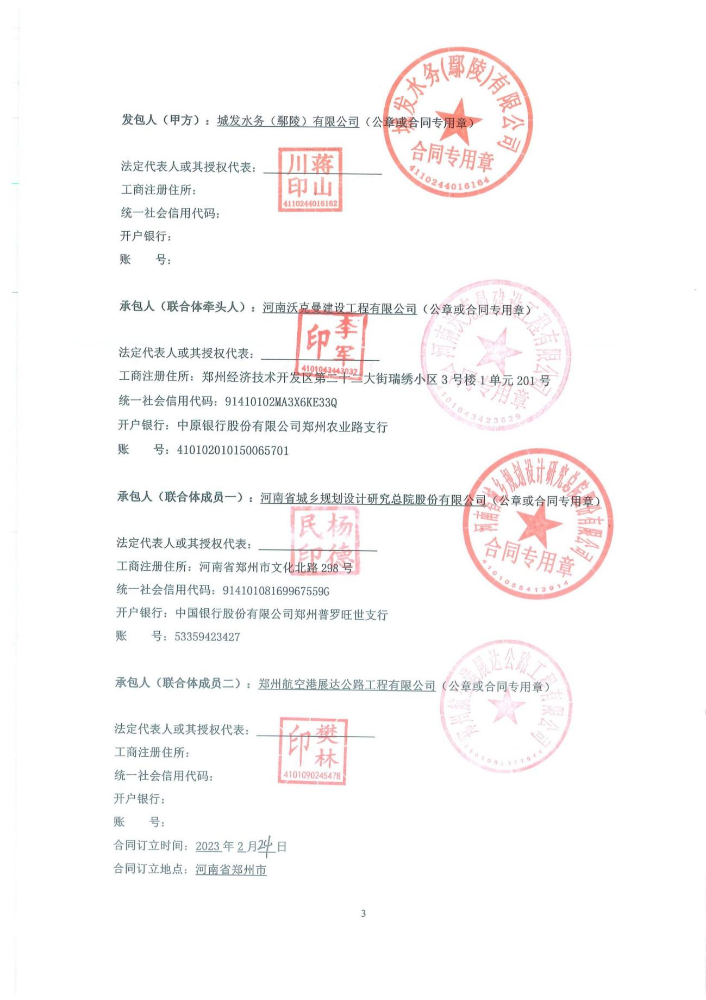 城发水务(鄢陵)有限公司
发包人（甲方）：城发水务（鄢陵）有限公司（公章或合同专用章）
合同专用章
4110244016164
法定代表人或其授权代表：
蒋山川印
4110244016162
工商注册住所：
统一社会信用代码：
开户银行：
账 号：
河南沃克曼建设工程有限公司
承包人（联合体牵头人）：河南沃克曼建设工程有限公司（公章或合同专用章）
李军印
4101043443032
法定代表人或其授权代表：
工商注册住所：郑州经济技术开发区第二十二大街瑞绣小区 3 号楼 1 单元 201 号
合同专用章
4101043423629
统一社会信用代码：91410102MA3X6KE33Q
开户银行：中原银行股份有限公司郑州农业路支行
账 号：410102010150065701
河南省城乡规划设计研究总院股份有限公司
承包人（联合体成员一）：河南省城乡规划设计研究总院股份有限公司（公章或合同专用章）
杨德民印
法定代表人或其授权代表：
合同专用章
4101055412914
工商注册住所：河南省郑州市文化北路 298 号
统一社会信用代码：91410108169967559G
开户银行：中国银行股份有限公司郑州普罗旺世支行
账 号：53359423427
郑州航空港展达公路工程有限公司
承包人（联合体成员二）：郑州航空港展达公路工程有限公司（公章或合同专用章）
法定代表人或其授权代表：
樊林印
4101090245478
工商注册住所：
统一社会信用代码：
开户银行：
账 号：
合同订立时间：2023 年 2 月 24 日
合同订立地点：河南省郑州市
3